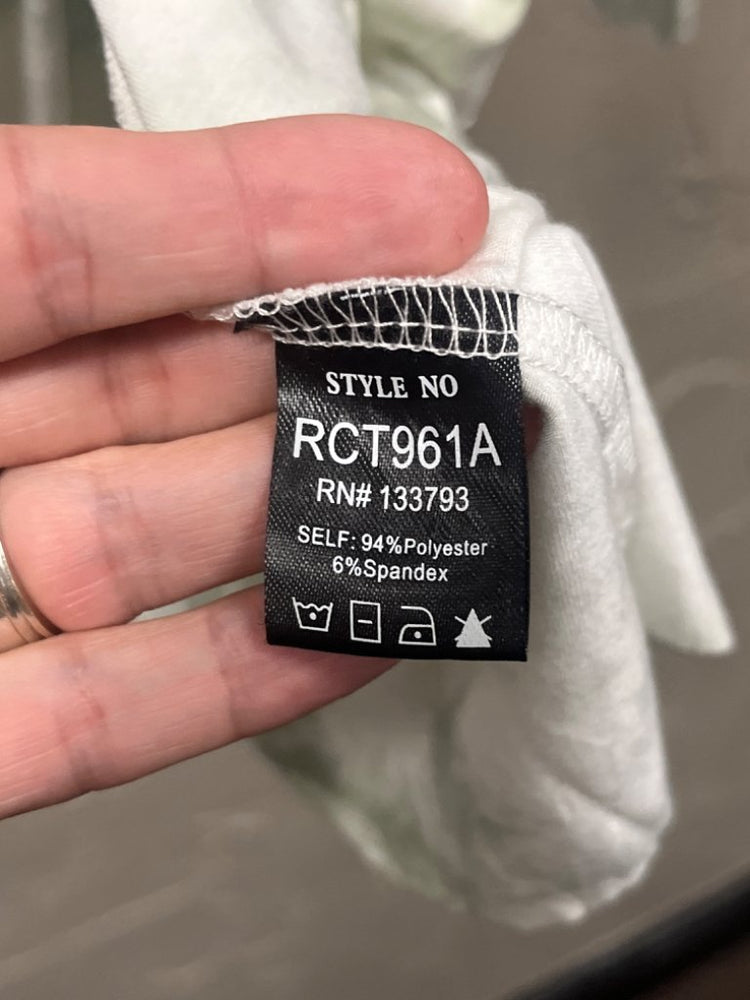 STYLE NO
RCT961A
RN# 133793
SELF: 94%Polyester
6%Spandex